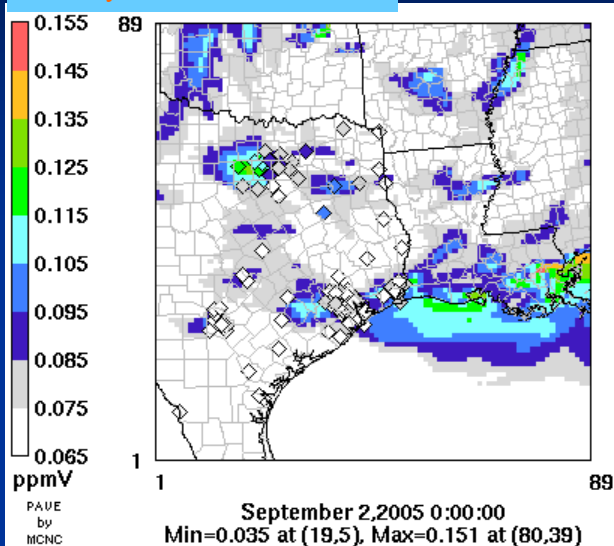 0.155
0.145
0.135
0.125
0.115
0.105
0.095
0.085
0.075
0.065
ppmV
PAVE
by
MCNC
89
1
1
89
September 2,2005 0:00:00
Min=0.035 at (19,5), Max=0.151 at (80,39)